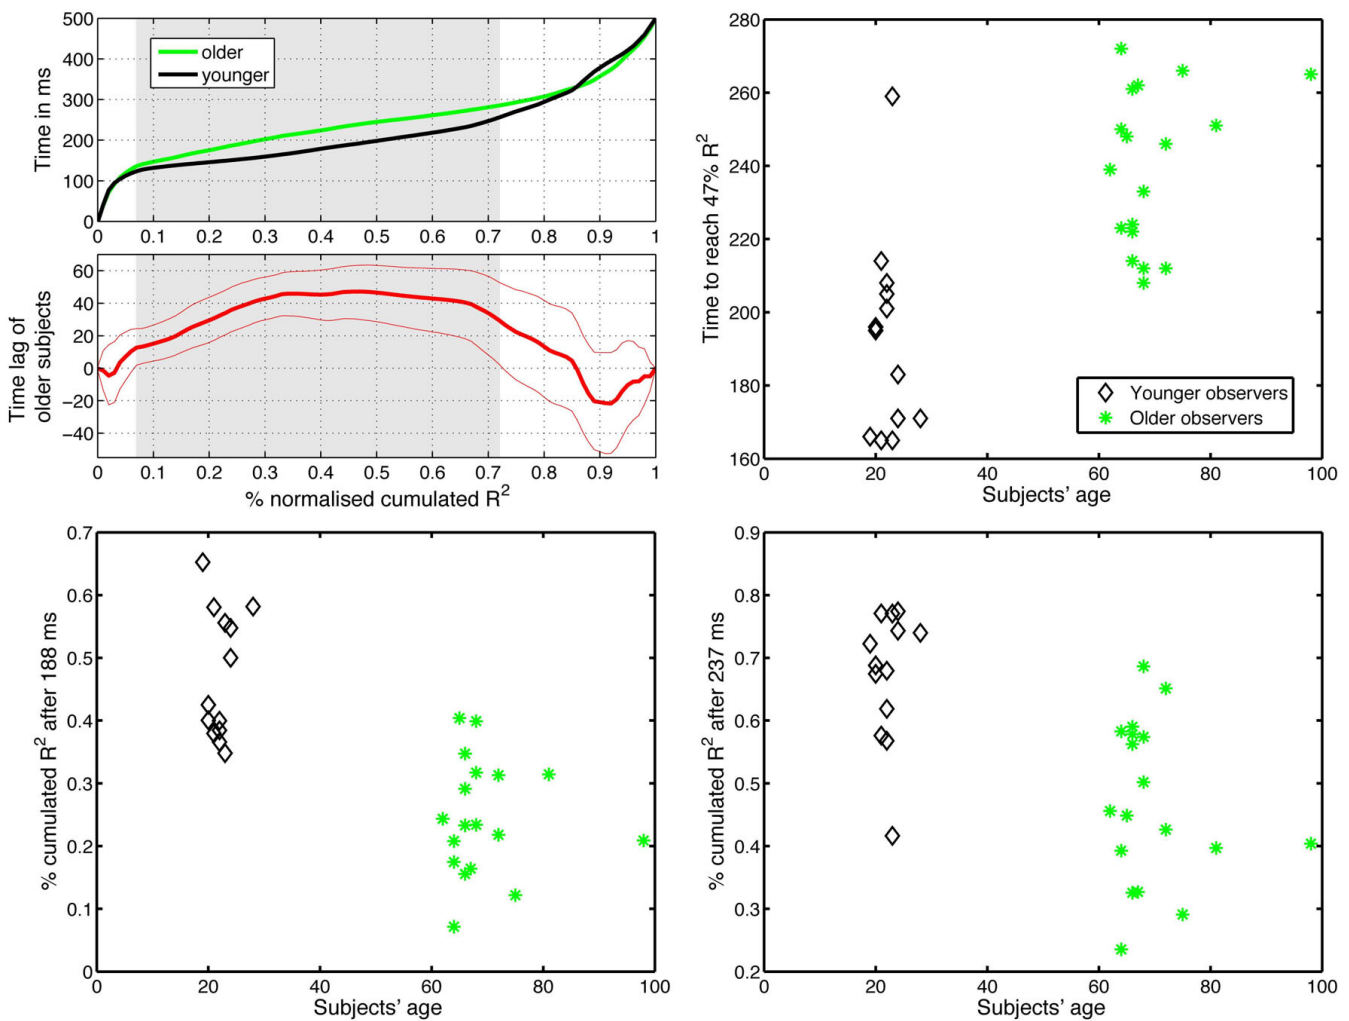 500
400
300
200
100
0
Time in ms
older
younger
0 0.1 0.2 0.3 0.4 0.5 0.6 0.7 0.8 0.9 1
60
40
20
0
−20
−40
Time lag of
older subjects
0 0.1 0.2 0.3 0.4 0.5 0.6 0.7 0.8 0.9 1
% normalised cumulated R²
280
260
240
220
200
180
160
Time to reach 47% R²
Younger observers
Older observers
0 20 40 60 80 100
Subjects' age
0.7
0.6
0.5
0.4
0.3
0.2
0.1
0
% cumulated R² after 188 ms
0 20 40 60 80 100
Subjects' age
0.9
0.8
0.7
0.6
0.5
0.4
0.3
0.2
% cumulated R² after 237 ms
0 20 40 60 80 100
Subjects' age